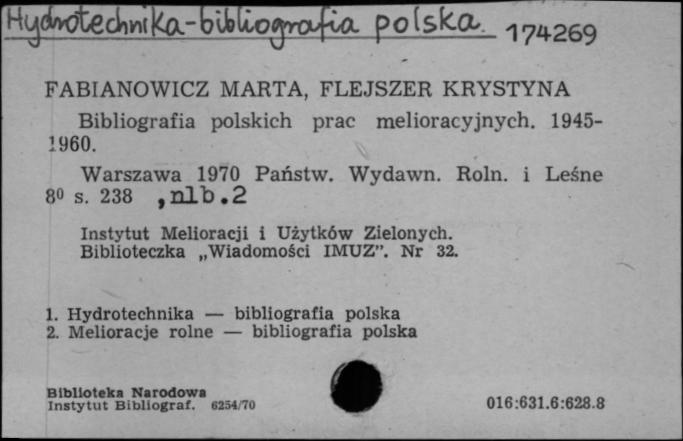 Hydrotechnika-bibliografia polska. 174269
FABIANOWICZ MARTA, FLEJSZER KRYSTYNA
Bibliografia polskich prac melioracyjnych. 1945-
1960.
Warszawa 1970 Państw. Wydawn. Roln. i Leśne
8⁰ s. 238 ,nlb.2
Instytut Melioracji i Użytków Zielonych.
Biblioteczka „Wiadomości IMUZ”. Nr 32.
1. Hydrotechnika — bibliografia polska
2. Melioracje rolne — bibliografia polska
Biblioteka Narodowa
Instytut Bibliograf. 6254/70 016:631.6:628.8